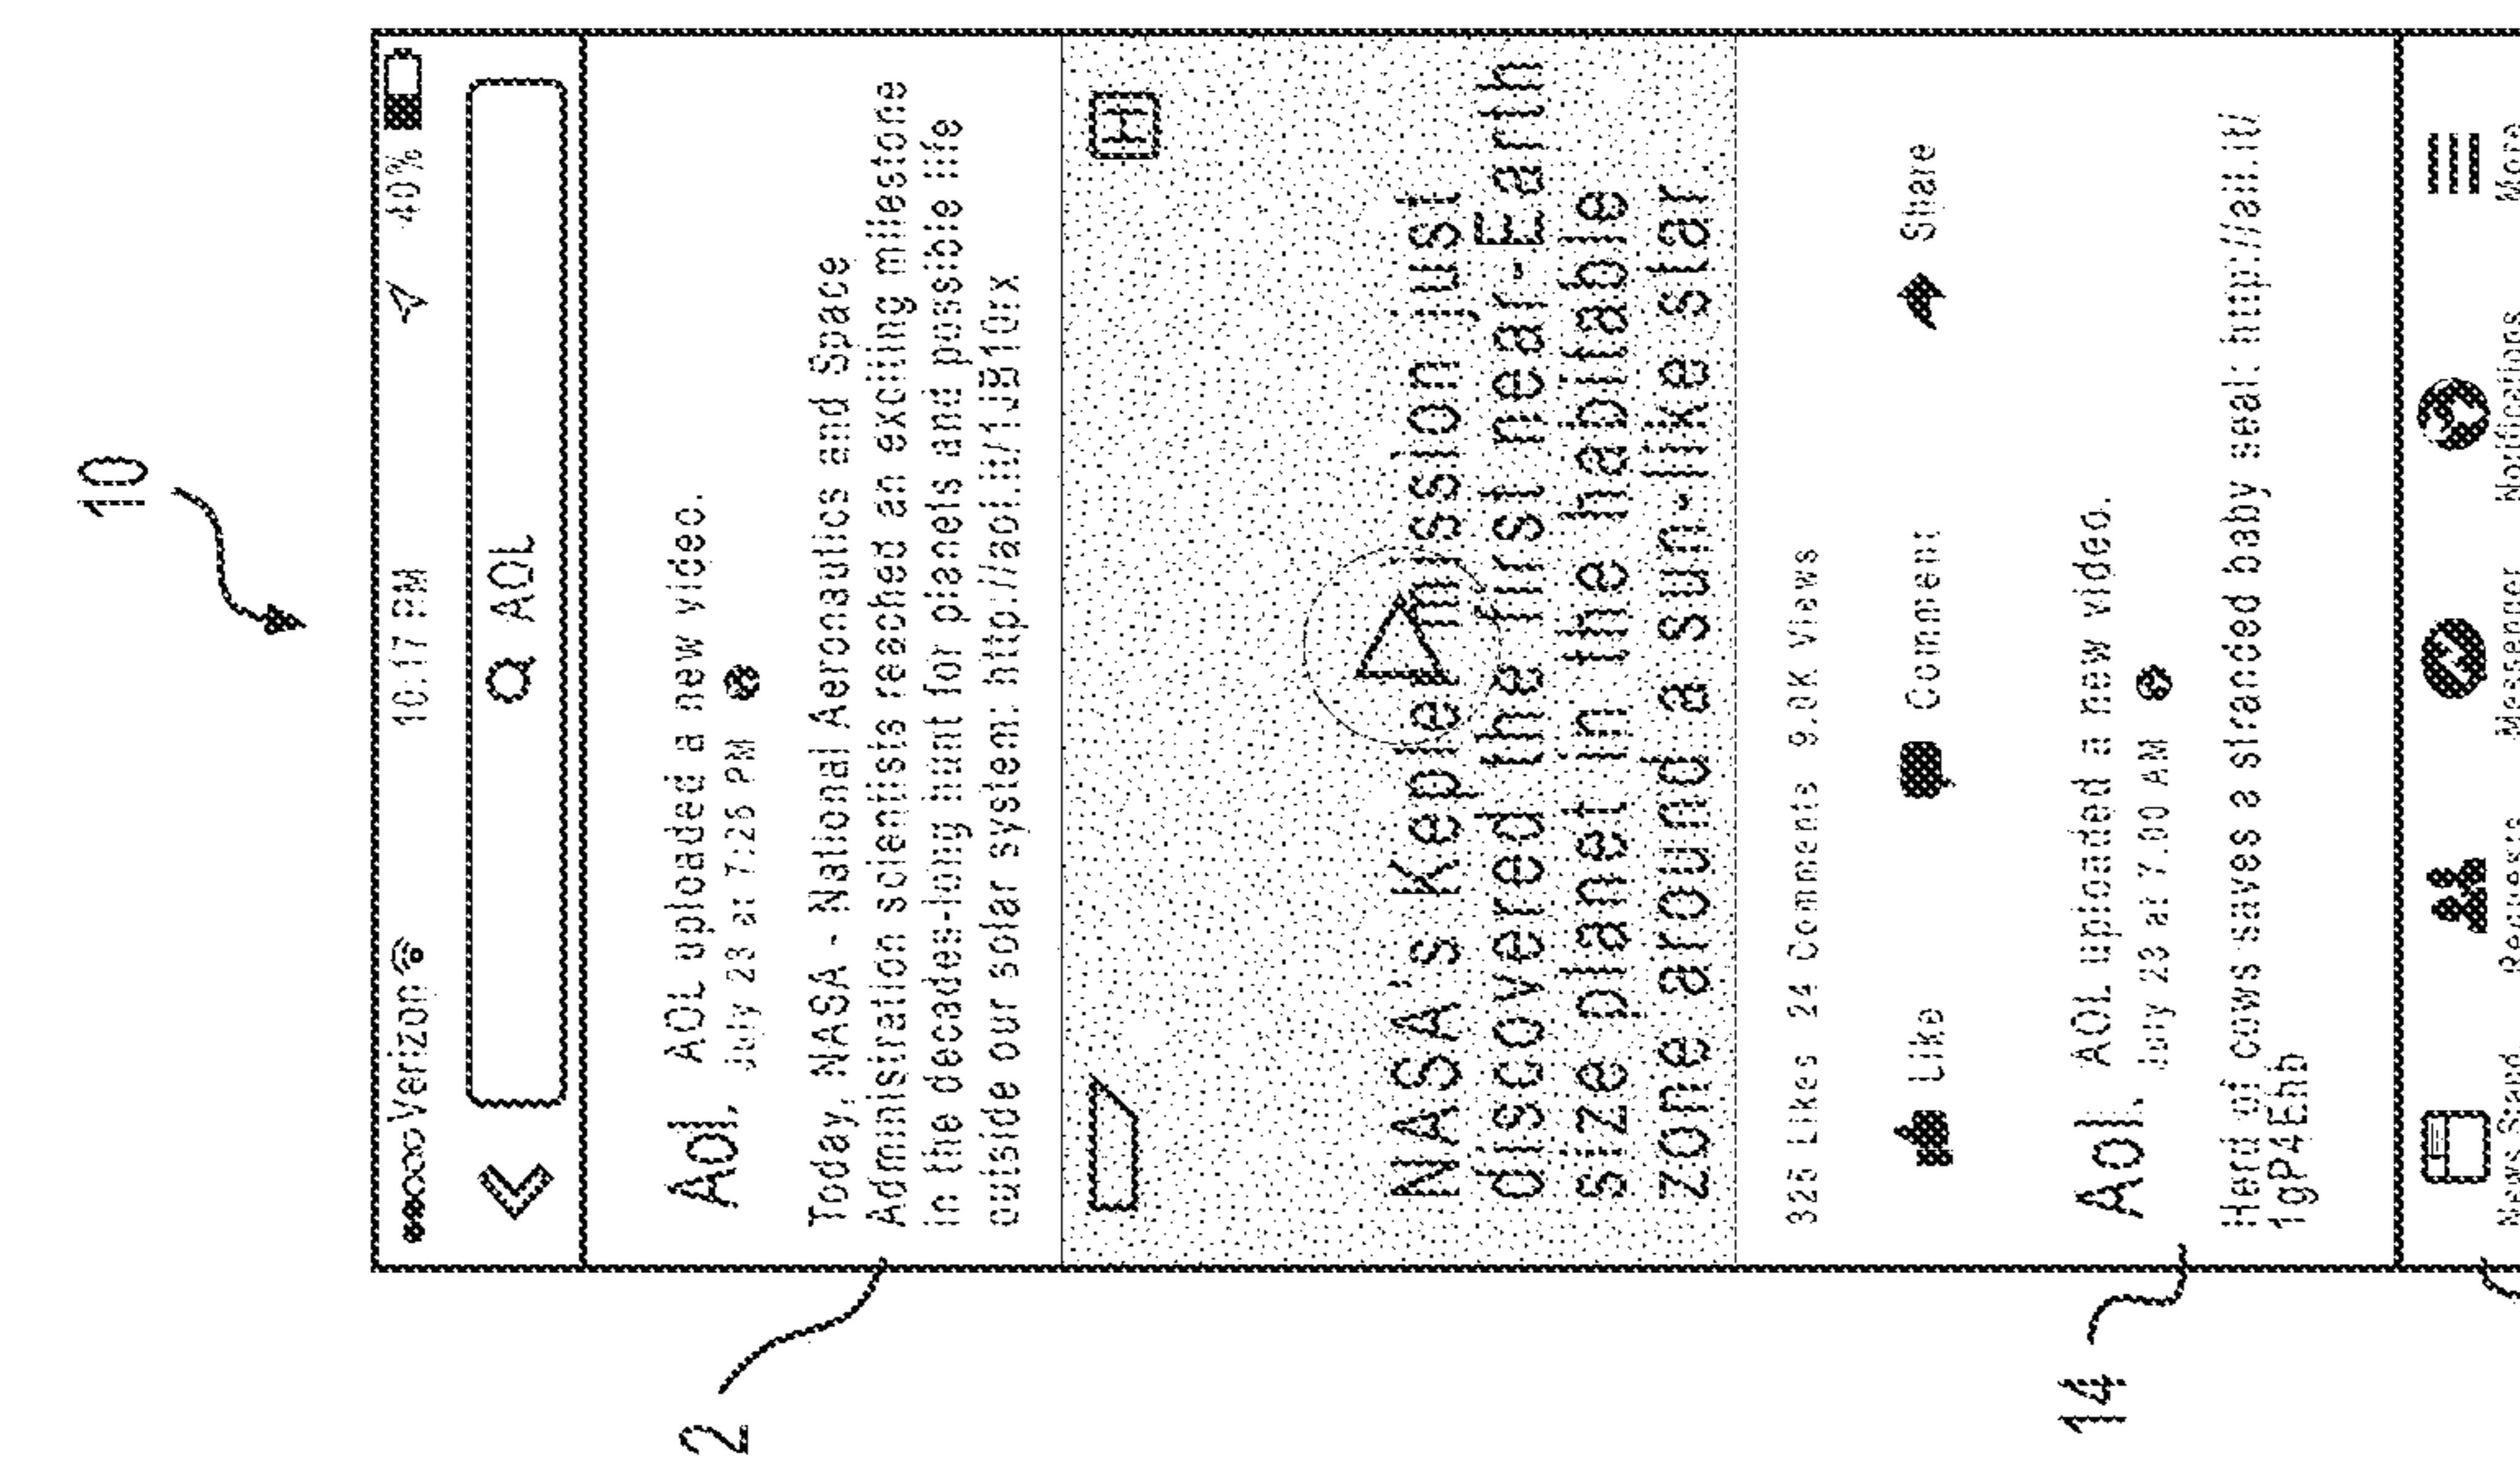 10
Verizon 10:17 PM 40%
AOL
Aol. AOL uploaded a new video.
July 23 at 7:26 PM
Today, NASA - National Aeronautics and Space
Administration scientists reached an exciting milestone
in the decades-long hunt for planets and possible life
outside our solar system: http://aol.it/1JB10rx
H
NASA's Kepler mission just
discovered the first near-Earth
size planet in the habitable
zone around a sun-like star.
2
325 Likes 24 Comments 9.0K Views
Like Comment Share
Aol. AOL uploaded a new video.
July 23 at 7:00 AM
Herd of cows saves a stranded baby seal:
1gP4Ehb
14
News Requests Messenger Notifications More